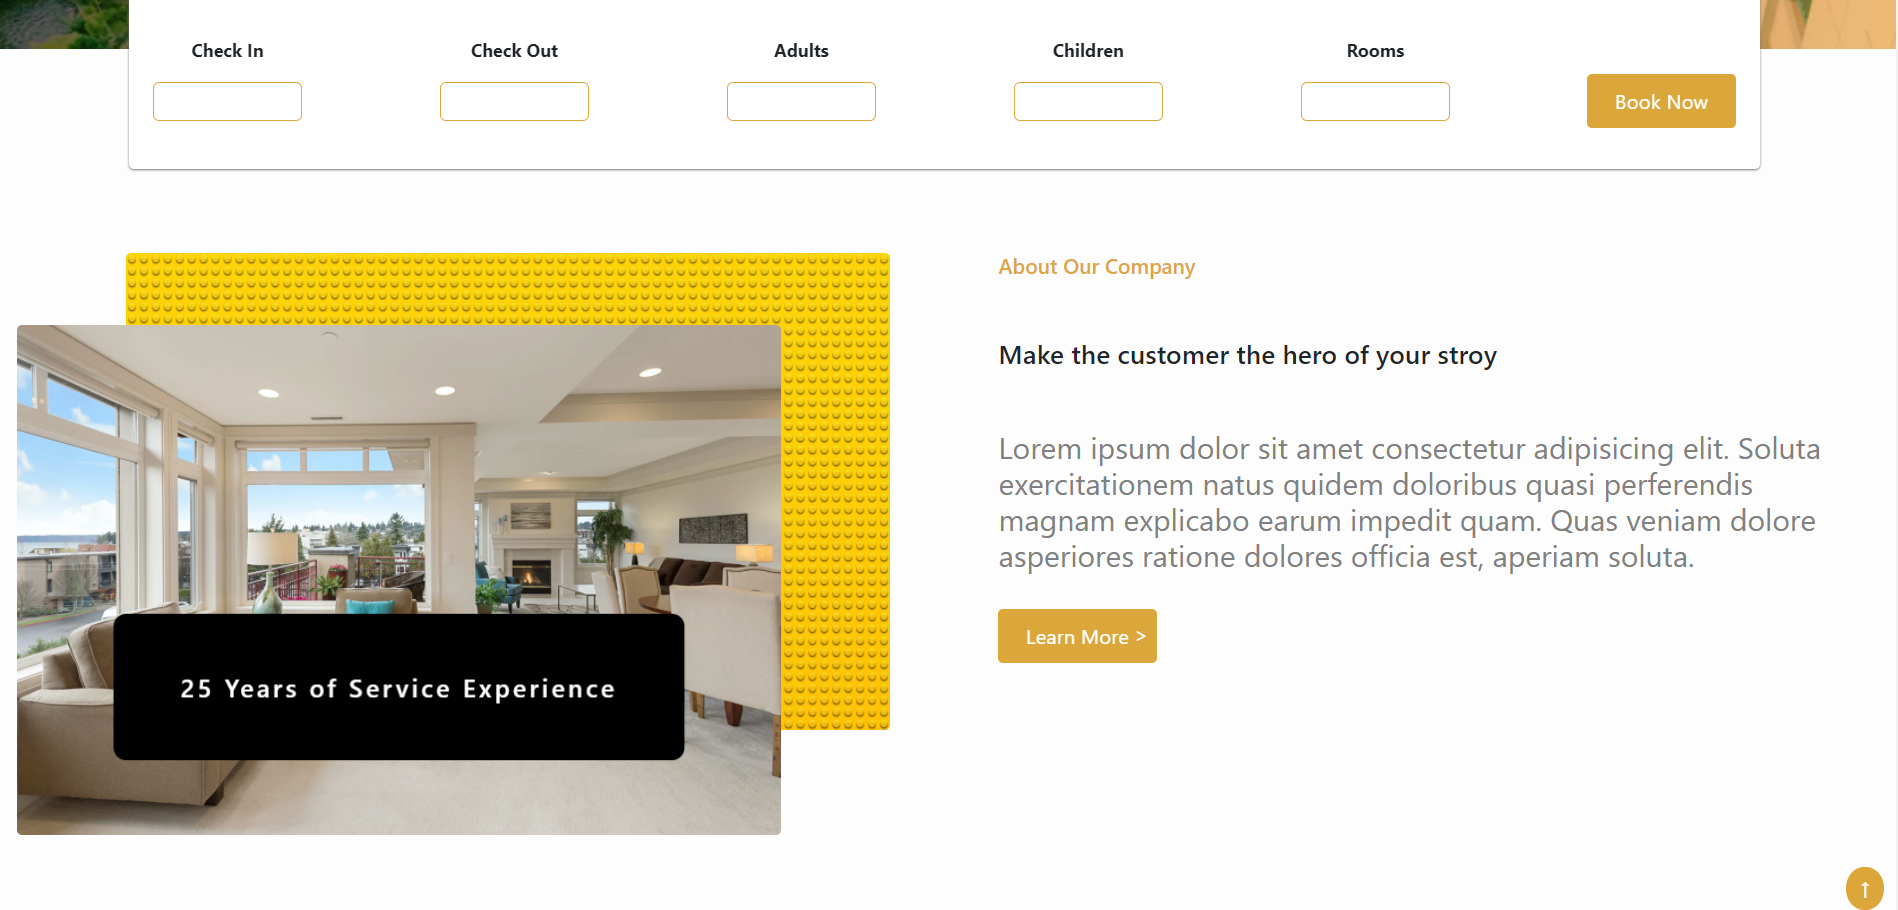 Check In Check Out Adults Children Rooms
Book Now
About Our Company
Make the customer the hero of your stroy
Lorem ipsum dolor sit amet consectetur adipisicing elit. Soluta
exercitationem natus quidem doloribus quasi perferendis
magnam explicabo earum impedit quam. Quas veniam dolore
asperiores ratione dolores officia est, aperiam soluta.
Learn More >
25 Years of Service Experience
↑